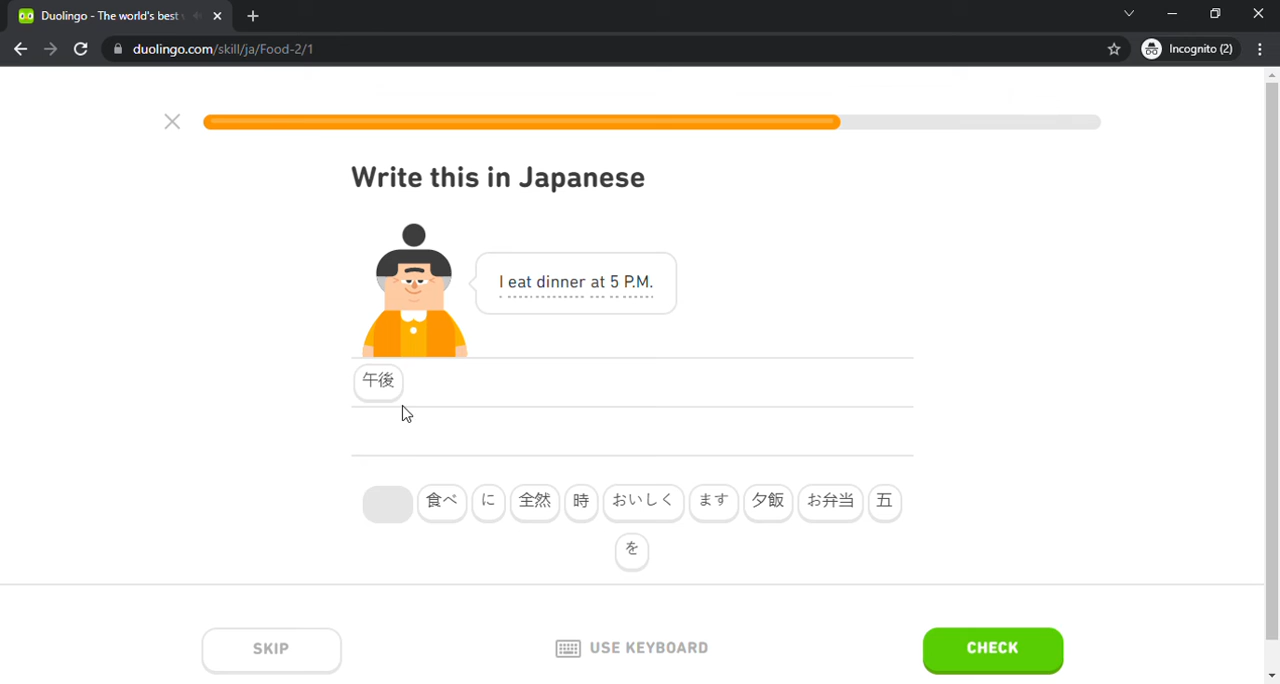 Duolingo - The world's best
duolingo.com/skill/ja/Food-2/1
Incognito (2)
Write this in Japanese
I eat dinner at 5 P.M.
午後
食べ に 全然 時 おいしく ます 夕飯 お弁当 五
を
SKIP
USE KEYBOARD
CHECK